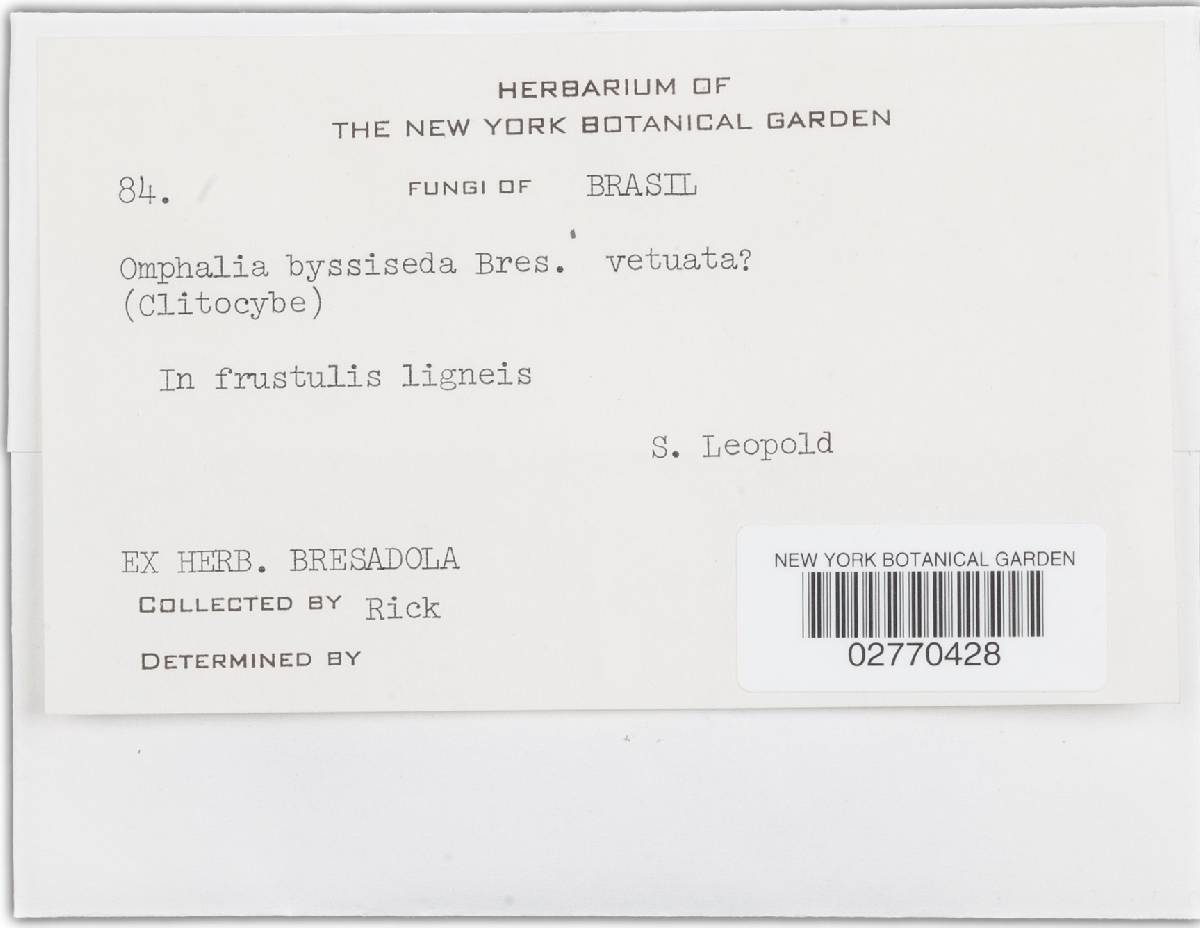 HERBARIUM OF
THE NEW YORK BOTANICAL GARDEN
84. FUNGI OF BRASIL
Omphalia byssiseda Bres. vetuata?
(Clitocybe)
In frustulis ligneis
S. Leopold
EX HERB. BRESADOLA
COLLECTED BY Rick
DETERMINED BY
NEW YORK BOTANICAL GARDEN
02770428